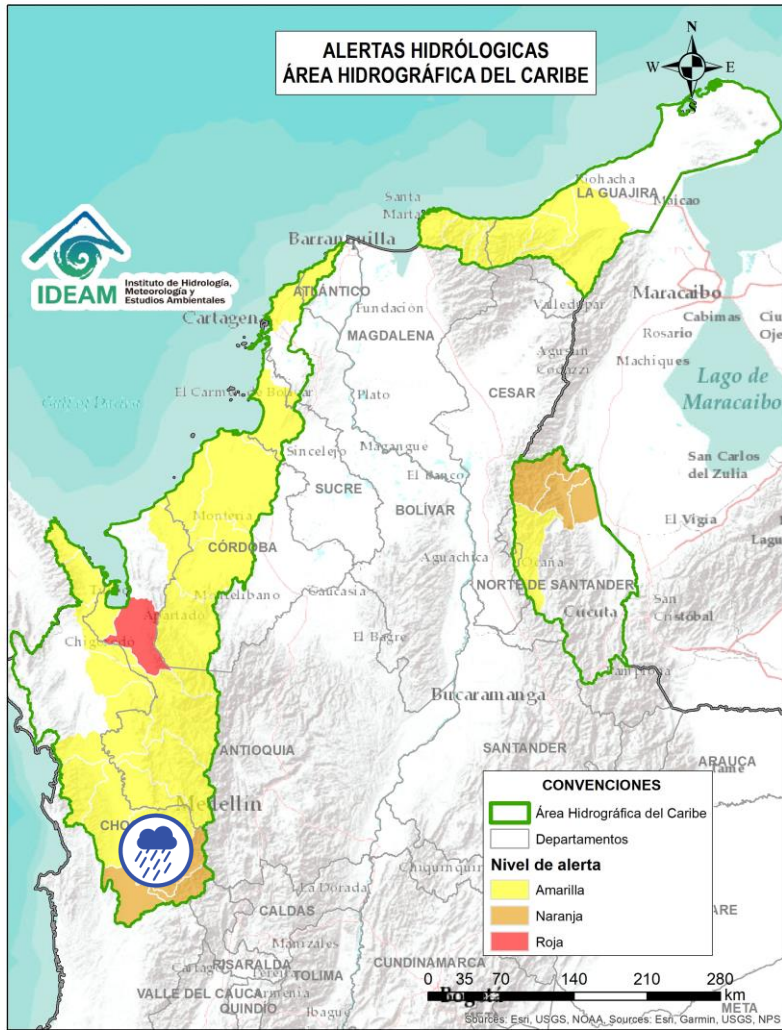 ALERTAS HIDRÓLOGICAS
ÁREA HIDROGRÁFICA DEL CARIBE
N
W
E
S
Riohacha
LA GUAJIRA
Maicao
Santa
Marta
Barranquilla
IDEAM
Instituto de Hidrología,
Meteorología y
Estudios Ambientales
ATLÁNTICO
Cartagena
Fundación
MAGDALENA
Valledupar
Maracaibo
Cabimas
Rosario
Machiques
Agustín
Codazzi
CESAR
Lago de
Maracaibo
El Carmen de Bolívar
Plato
Sincelejo
Magangue
San Carlos
del Zulia
SUCRE
El Banco
BOLÍVAR
Montería
CÓRDOBA
El Vigía
Aguachica
Ocaña
NORTE DE SANTANDER
Montelibano
Caucasia
Apartadó
Cucuta
San
Cristóbal
El Bagre
Bucaramanga
ANTIOQUIA
SANTANDER
ARAUCA
Medellín
CHO
CONVENCIONES
Área Hidrográfica del Caribe
Departamentos
Nivel de alerta
Amarilla
Naranja
Roja
La Dorada
CALDAS
Manizales
RISARALDA
TOLIMA
CUNDINAMARCA
VALLE DEL CAUCA
Armenia
QUINDÍO
Ibagué
Bogotá
0 35 70 140 210 280
km
META
Sources: Esri, USGS, NOAA, Sources: Esri, Garmin, USGS, NPS